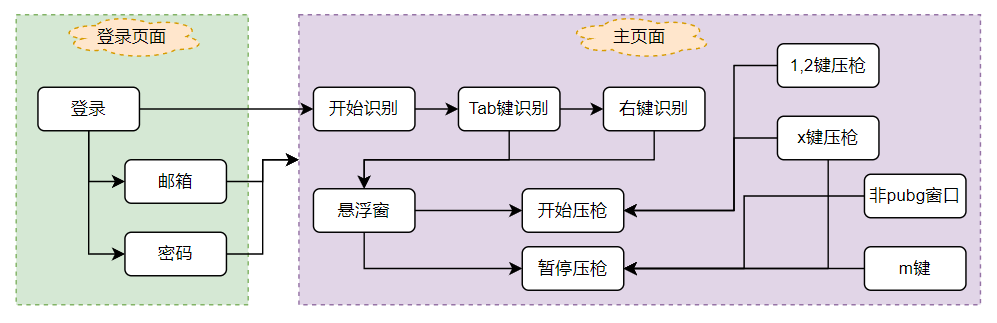 登录页面
主页面
1,2键压枪
登录
开始识别
Tab键识别
右键识别
x键压枪
邮箱
悬浮窗
开始压枪
非pubg窗口
密码
暂停压枪
m键